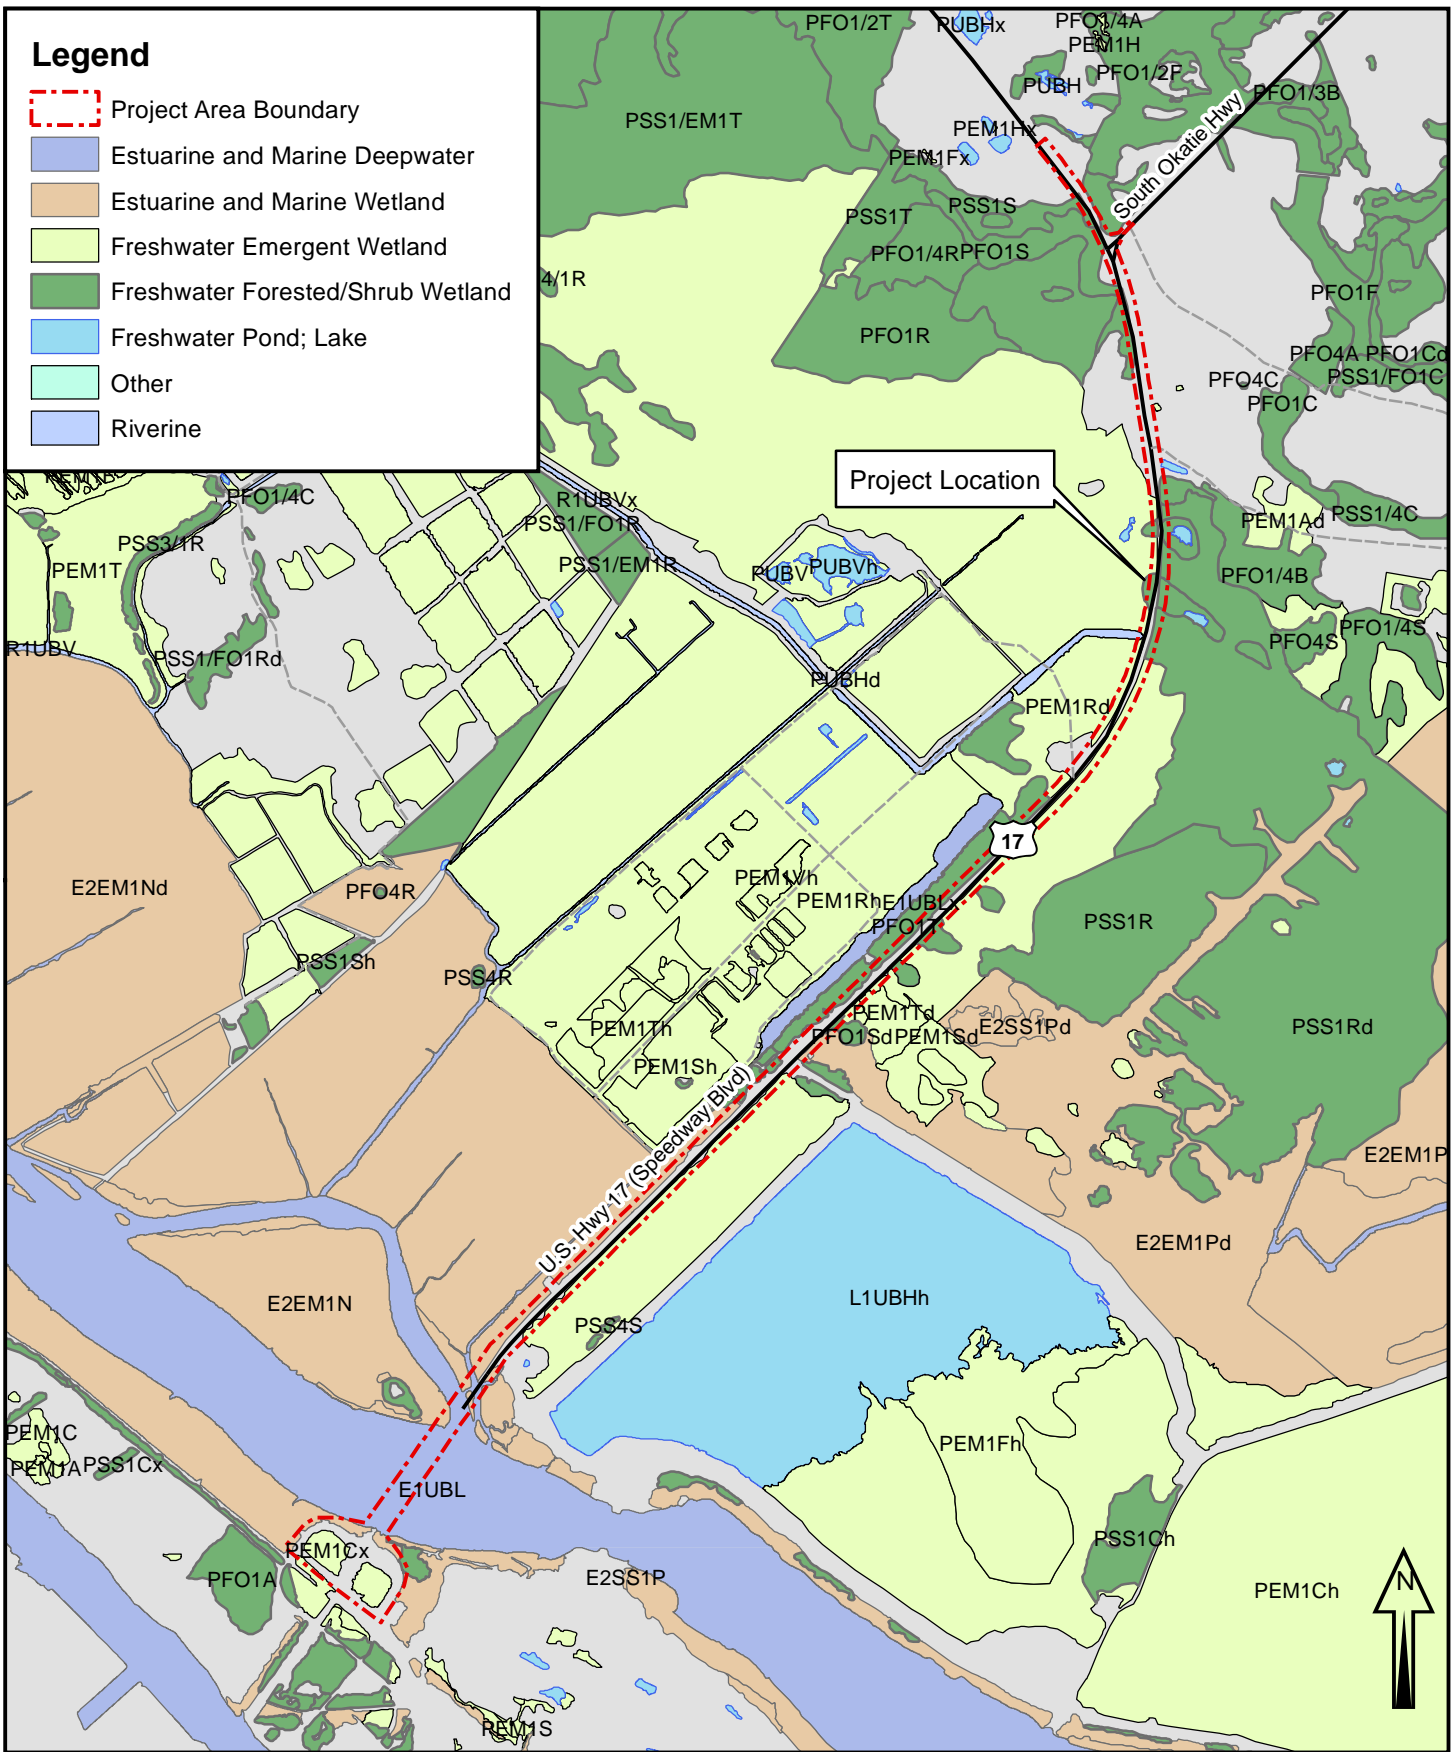 Legend
Project Area Boundary
Estuarine and Marine Deepwater
Estuarine and Marine Wetland
Freshwater Emergent Wetland
Freshwater Forested/Shrub Wetland
Freshwater Pond; Lake
Other
Riverine
PFO1/2T
PUBHx
PFO1/4A
PEM1H
PFO1/2F
PUBH
PFO1/3B
PSS1/EM1T
PEM1Hx
PEM1Fx
South Okatie Hwy
PSS1S
PSS1T
PFO1/4R
PFO1S
4/1R
PFO1F
PFO1R
PFO4A
PFO1Cd
PSS1/FO1C
PFO4C
PFO1C
Project Location
PFO1/4C
R1UBVx
PSS1/FO1R
PSS1/4C
PEM1Ad
PSS3/1R
PEM1T
PSS1/EM1R
PUBV
PUBVh
PFO1/4B
PFO1/4S
PFO4S
R1UBV
PSS1/FO1Rd
PUBHd
PEM1Rd
17
E2EM1Nd
PFO4R
PEM1Vh
PEM1Rh
E1UBLx
PFO1T
PSS1R
PSS1Sh
PSS4R
PEM1Th
PEM1Td
E2SS1Pd
PSS1Rd
PFO1Sd
PEM1Sd
PEM1Sh
U.S. Hwy 17 (Speedway Blvd)
E2EM1P
E2EM1Pd
E2EM1N
L1UBHh
PSS4S
PEM1C
PEM1A
PSS1Cx
PEM1Fh
E1UBL
PSS1Ch
PEM1Cx
PFO1A
E2SS1P
PEM1Ch
N
PEM1S